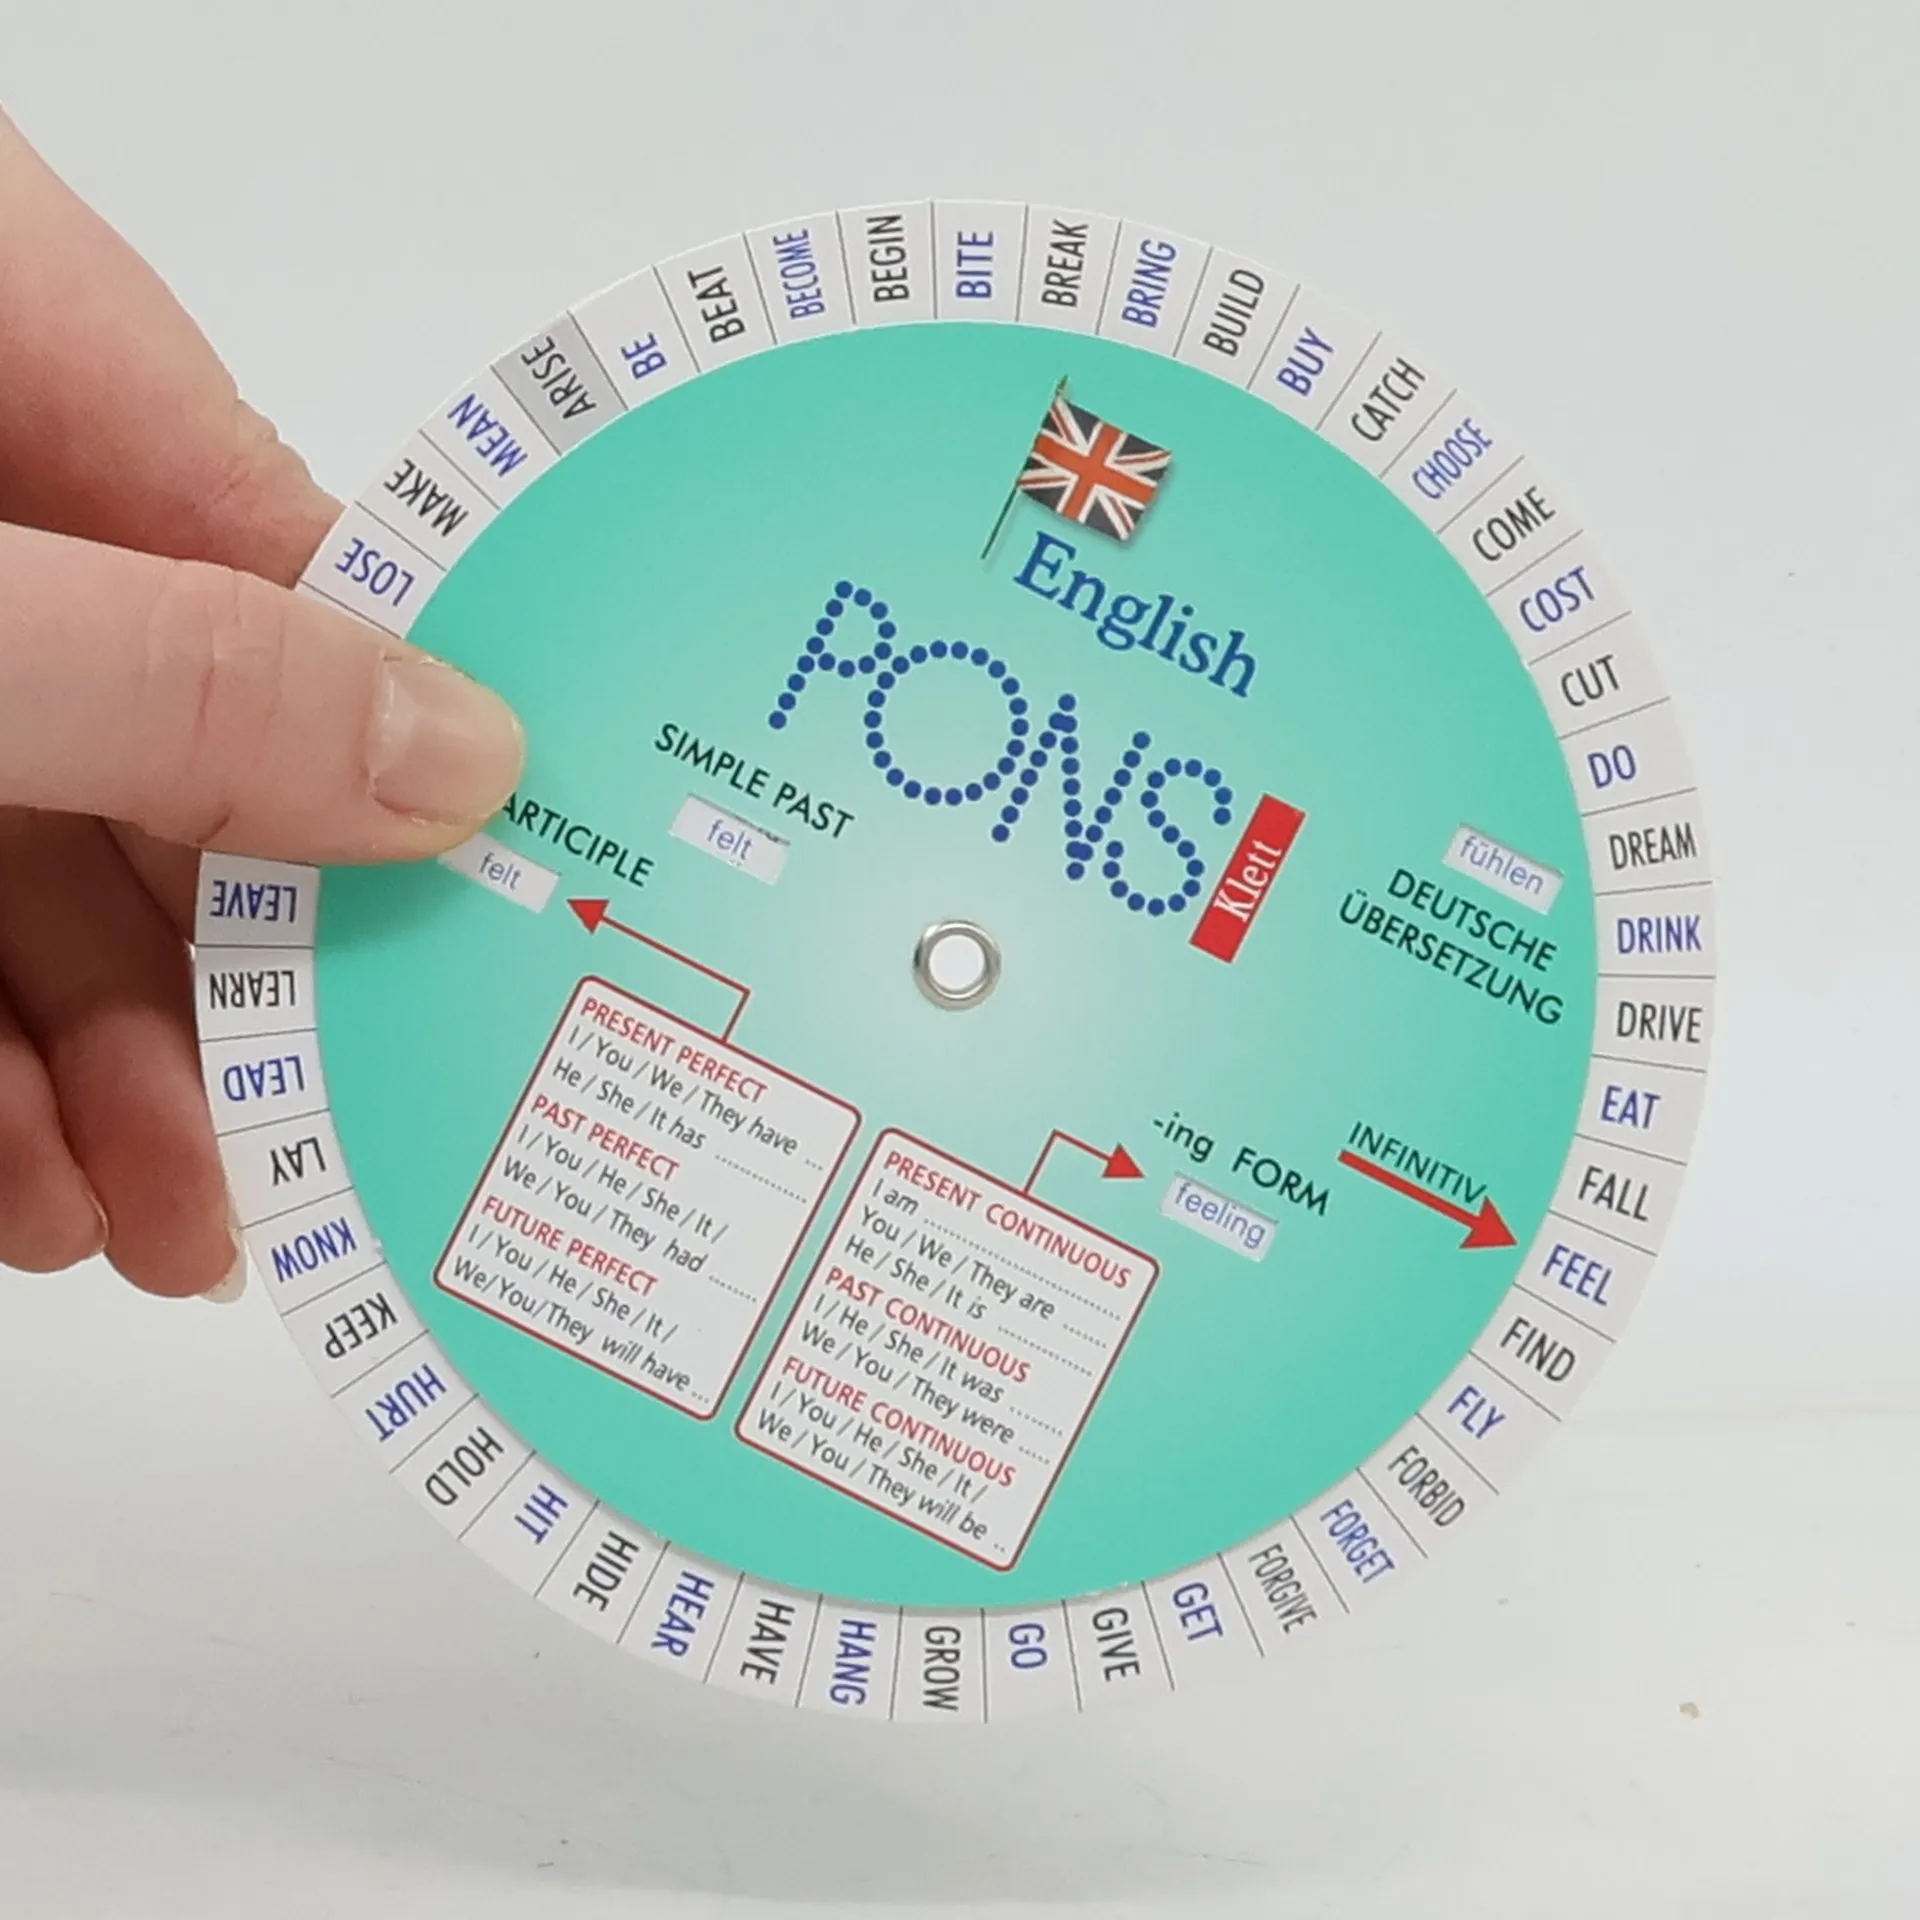 ARISE
BE
BEAT
BECOME
BEGIN
BITE
BREAK
BRING
BUILD
BUY
CATCH
CHOOSE
COME
COST
CUT
DO
DREAM
DRINK
DRIVE
EAT
FALL
FEEL
FIND
FLY
FORBID
FORGET
FORGIVE
GET
GIVE
GO
GROW
HANG
HAVE
HEAR
HIDE
HIT
HOLD
HURT
KEEP
KNOW
LAY
LEAD
LEARN
LEAVE
LOSE
MAKE
MEAN
English
PONS
Klett
SIMPLE PAST
felt
ARTICIPLE
felt
fühlen
DEUTSCHE
ÜBERSETZUNG
PRESENT PERFECT
I / You / We / They have ...
He / She / It has ..............
PAST PERFECT
I / You / He / She / It /
We / You / They had .......
FUTURE PERFECT
I / You / He / She / It /
We/You/They will have ...
PRESENT CONTINUOUS
I am ..............................
You / We / They are .......
He / She / It is ..............
PAST CONTINUOUS
I / He / She / It was ........
We / You / They were .....
FUTURE CONTINUOUS
I / You / He / She / It /
We / You / They will be ..
-ing FORM
feeling
INFINITIV